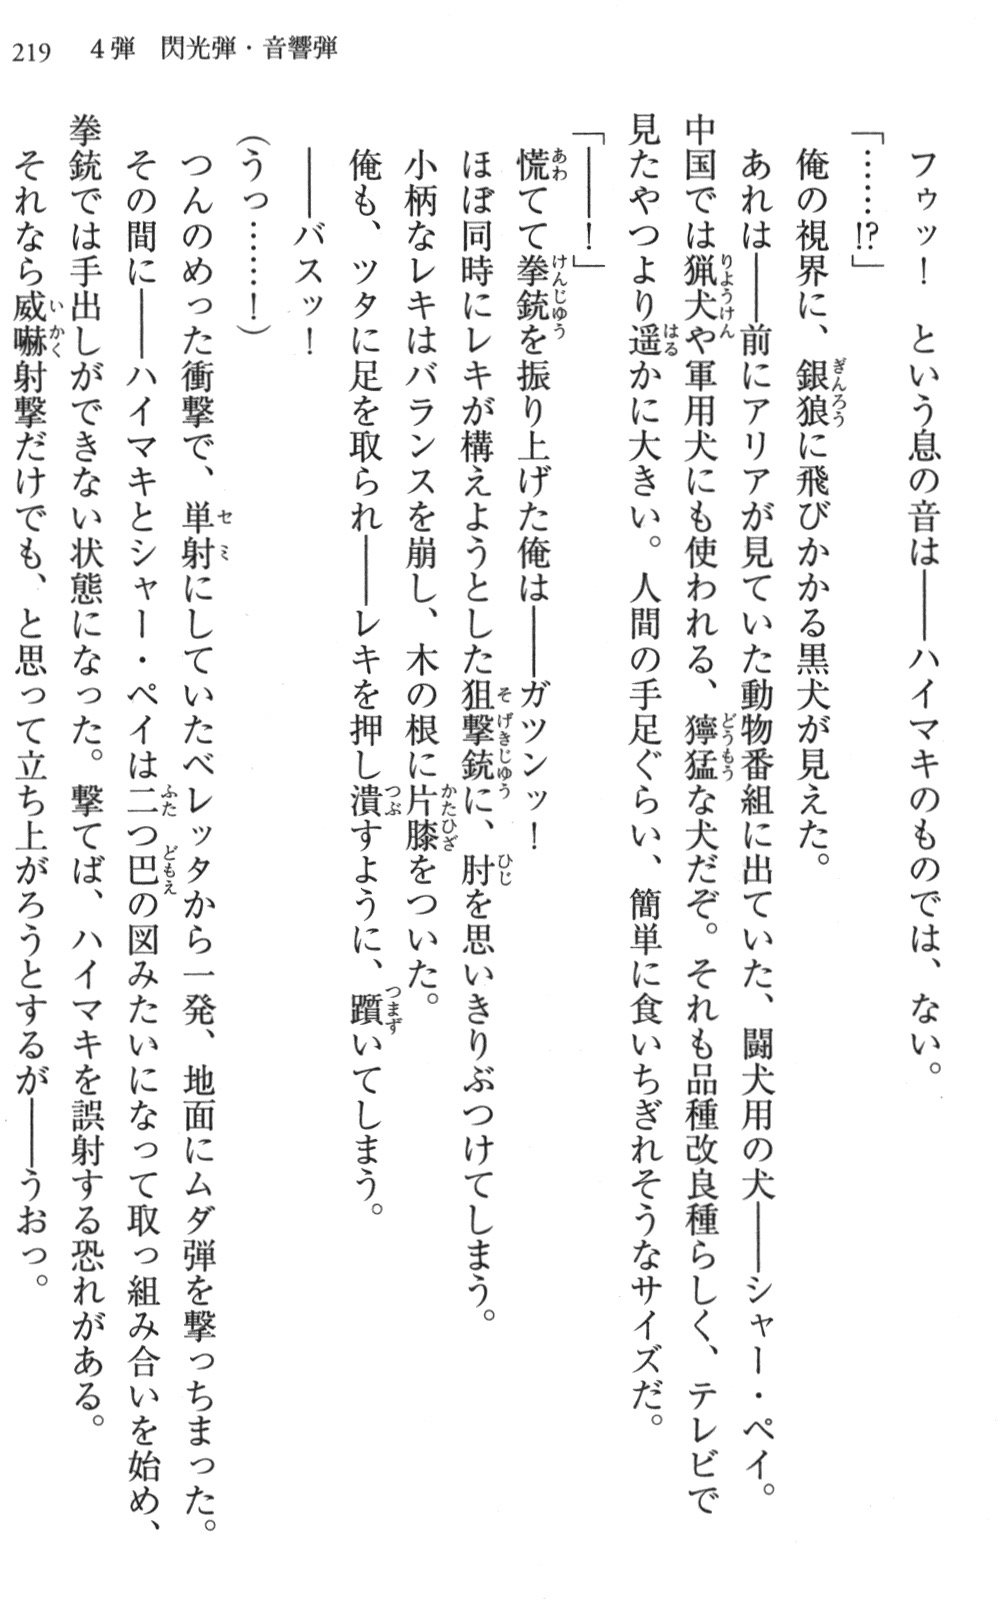 219　４弾　閃光弾・音響弾
フゥッ！　という息の音は――ハイマキのものでは、ない。
「……!?」
俺の視界に、銀狼に飛びかかる黒犬が見えた。
あれは――前にアリアが見ていた動物番組に出ていた、闘犬用の犬――シャー・ペイ。
中国では猟犬や軍用犬にも使われる、獰猛な犬だぞ。それも品種改良種らしく、テレビで
見たやつより遥かに大きい。人間の手足ぐらい、簡単に食いちぎれそうなサイズだ。
「――！」
慌てて拳銃を振り上げた俺は――ガツンッ！
ほぼ同時にレキが構えようとした狙撃銃に、肘を思いきりぶつけてしまう。
小柄なレキはバランスを崩し、木の根に片膝をついた。
俺も、ツタに足を取られ――レキを押し潰すように、躓いてしまう。
――バスッ！
（うっ……！）
つんのめった衝撃で、単射にしていたベレッタから一発、地面にムダ弾を撃っちまった。
その間に――ハイマキとシャー・ペイは二つ巴の図みたいになって取っ組み合いを始め、
拳銃では手出しができない状態になった。撃てば、ハイマキを誤射する恐れがある。
それなら威嚇射撃だけでも、と思って立ち上がろうとするが――うおっ。